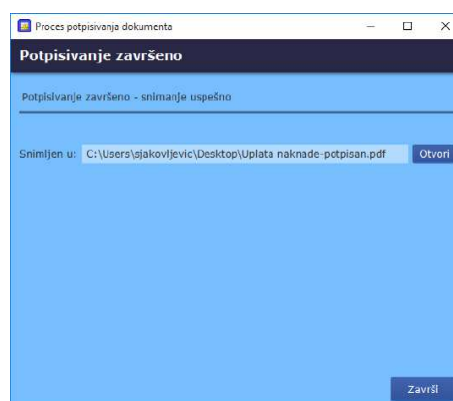 Proces potpisivanja dokumenta
Potpisivanje završeno
Potpisivanje završeno - snimanje uspešno
Snimljen u: C:\Users\sjakovljevic\Desktop\Uplata naknade-potpisan.pdf Otvori
Završi